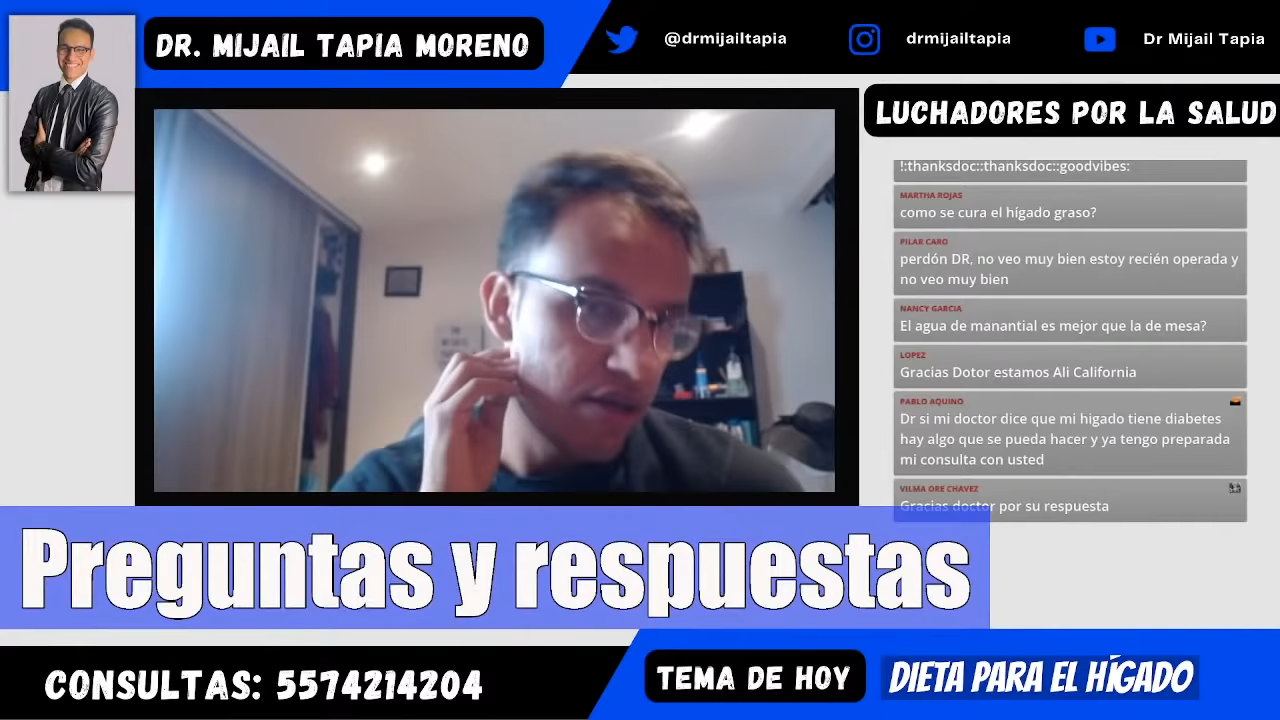 DR. MIJAIL TAPIA MORENO
@drmijailtapia
drmijailtapia
Dr Mijail Tapia
LUCHADORES POR LA SALUD
!:thanksdoc::thanksdoc::goodvibes:
MARTHA ROJAS
como se cura el hígado graso?
PILAR CARO
perdón DR, no veo muy bien estoy recién operada y
no veo muy bien
NANCY GARCIA
El agua de manantial es mejor que la de mesa?
LOPEZ
Gracias Dotor estamos Ali California
PABLO AQUINO
Dr si mi doctor dice que mi higado tiene diabetes
hay algo que se pueda hacer y ya tengo preparada
mi consulta con usted
VILMA ORE CHAVEZ
Gracias doctor por su respuesta
Preguntas y respuestas
CONSULTAS: 5574214204
TEMA DE HOY
DIETA PARA EL HÍGADO